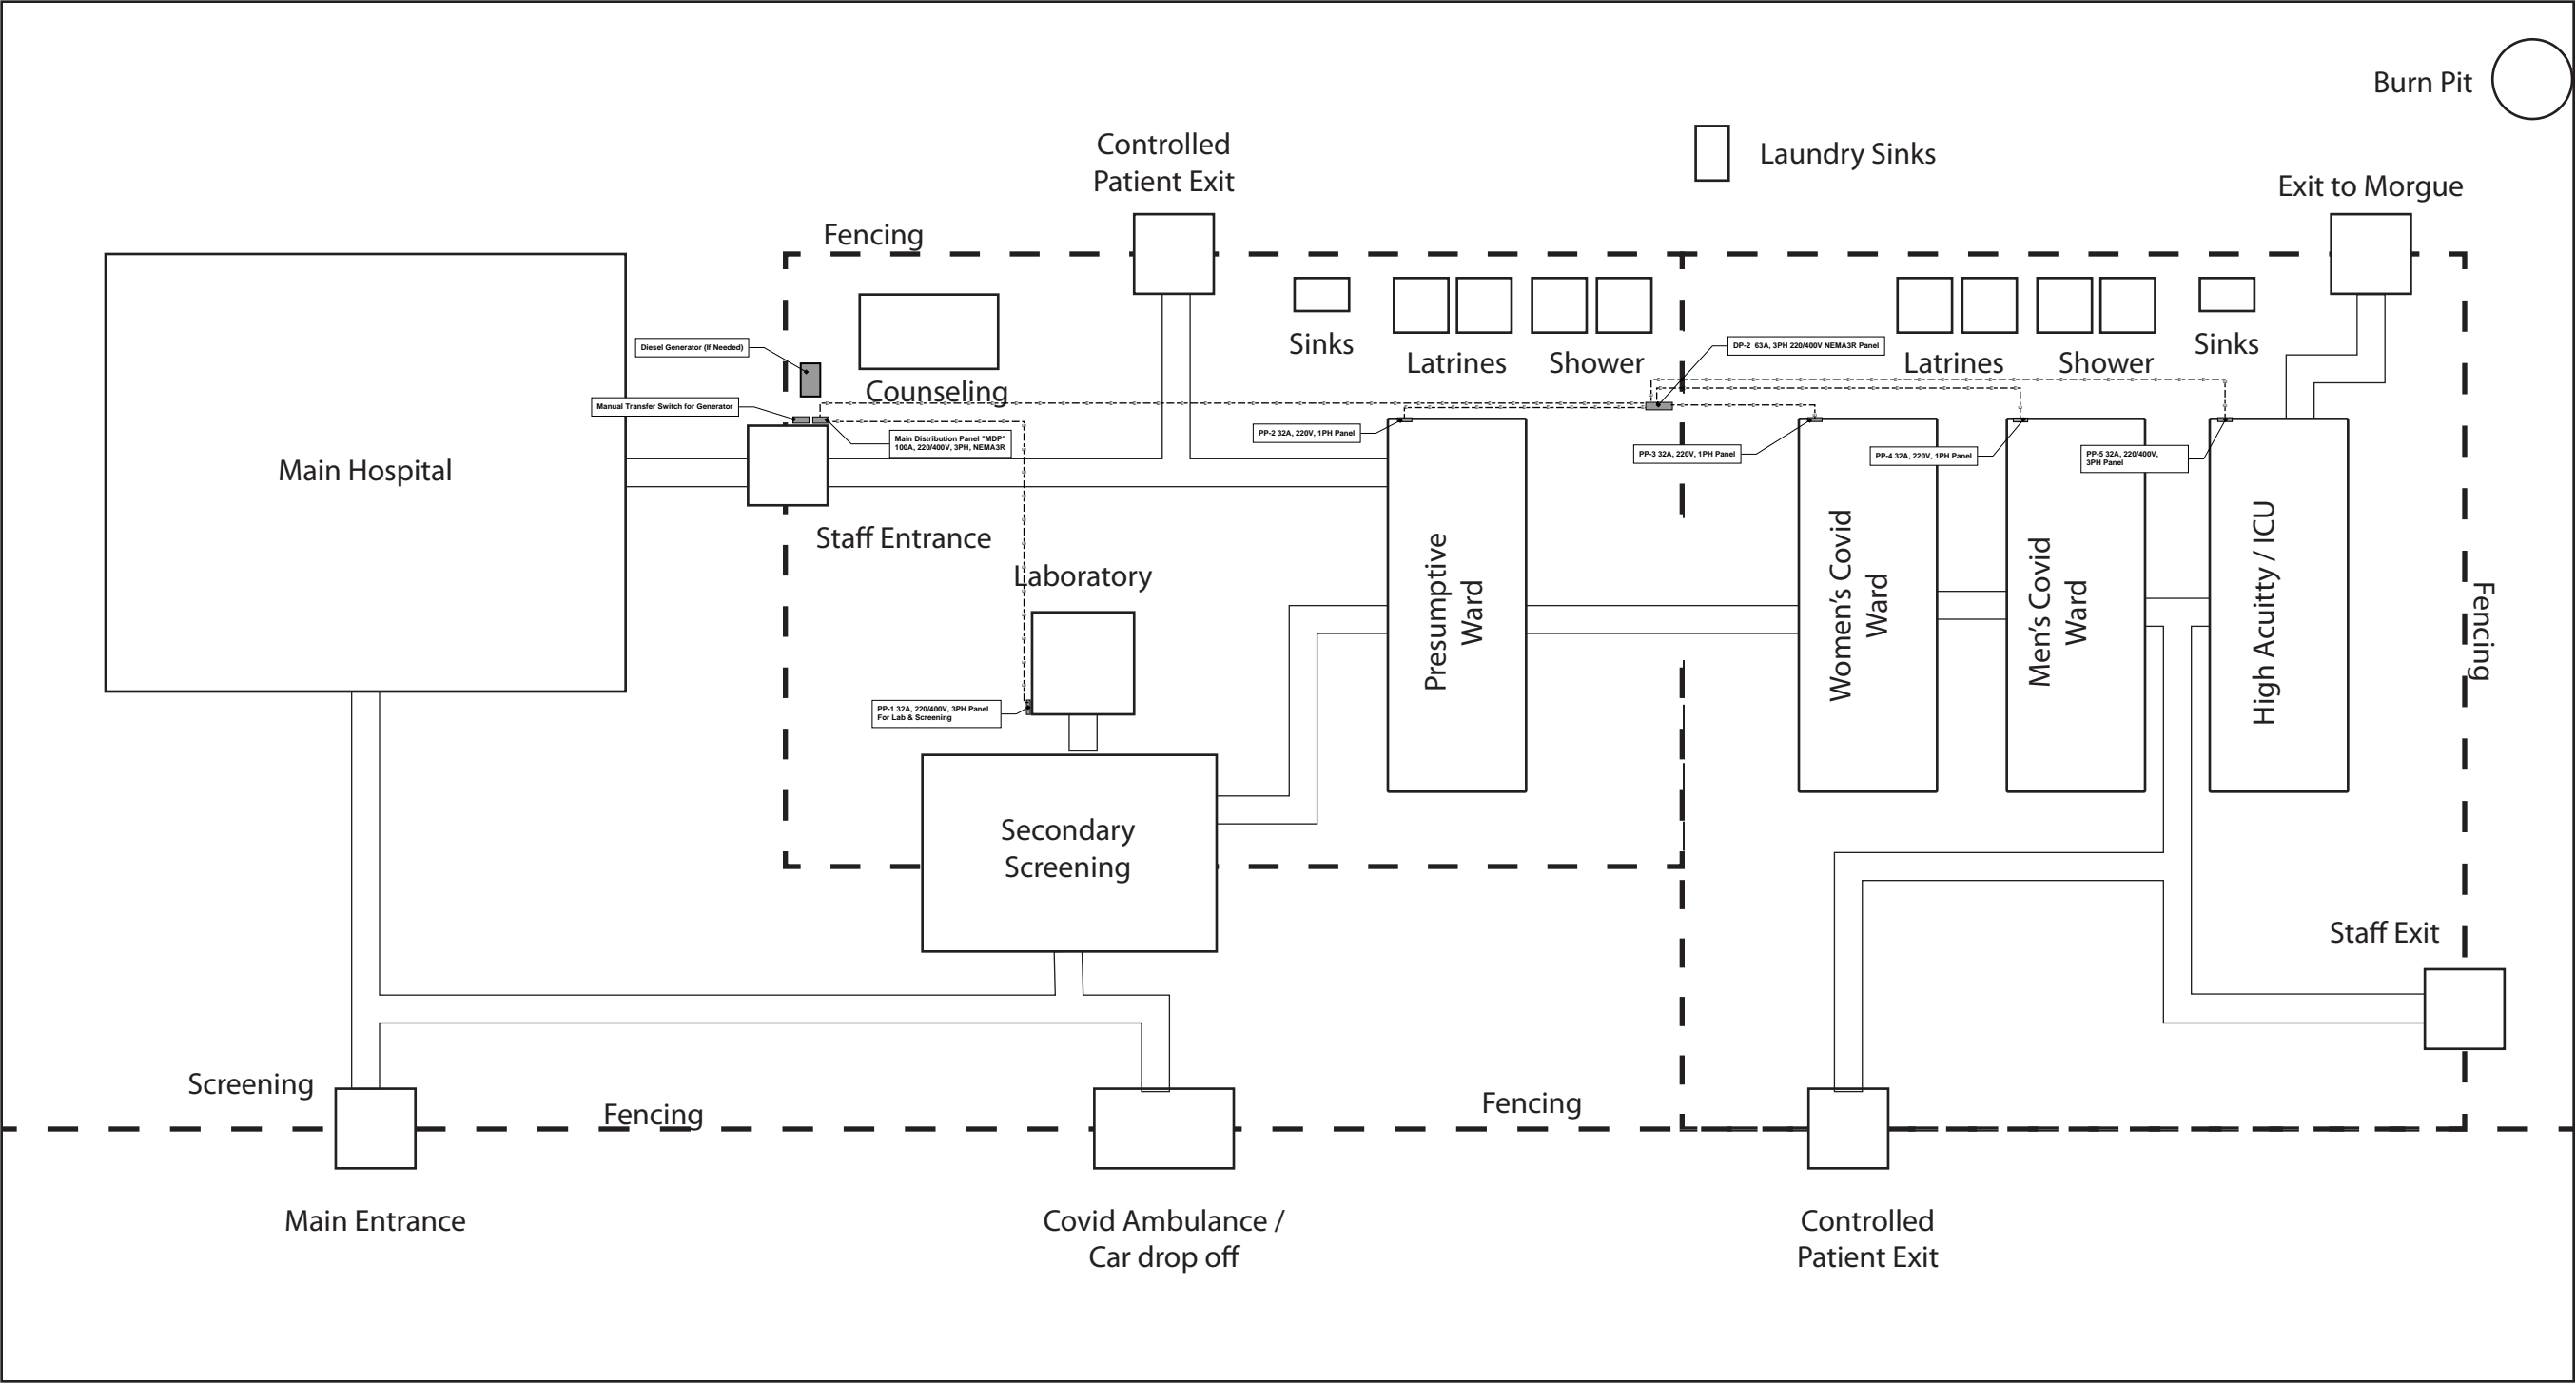 Burn Pit
Controlled
Patient Exit
Laundry Sinks
Exit to Morgue
Fencing
Diesel Generator (If Needed)
Counseling
Sinks
Latrines
Shower
DP-2  63A, 3PH 220/400V NEMA3R Panel
Latrines
Shower
Sinks
Manual Transfer Switch for Generator
Main Distribution Panel "MDP"
100A, 220/400V, 3PH, NEMA3R
PP-2 32A, 220V, 1PH Panel
PP-3 32A, 220V, 1PH Panel
PP-4 32A, 220V, 1PH Panel
PP-5 32A, 220/400V,
3PH Panel
Main Hospital
Staff Entrance
Laboratory
Presumptive
Ward
Women's Covid
Ward
Men's Covid
Ward
High Acuitty / ICU
Fencing
PP-1 32A, 220/400V, 3PH Panel
For Lab & Screening
Secondary
Screening
Staff Exit
Screening
Fencing
Fencing
Main Entrance
Covid Ambulance /
Car drop off
Controlled
Patient Exit